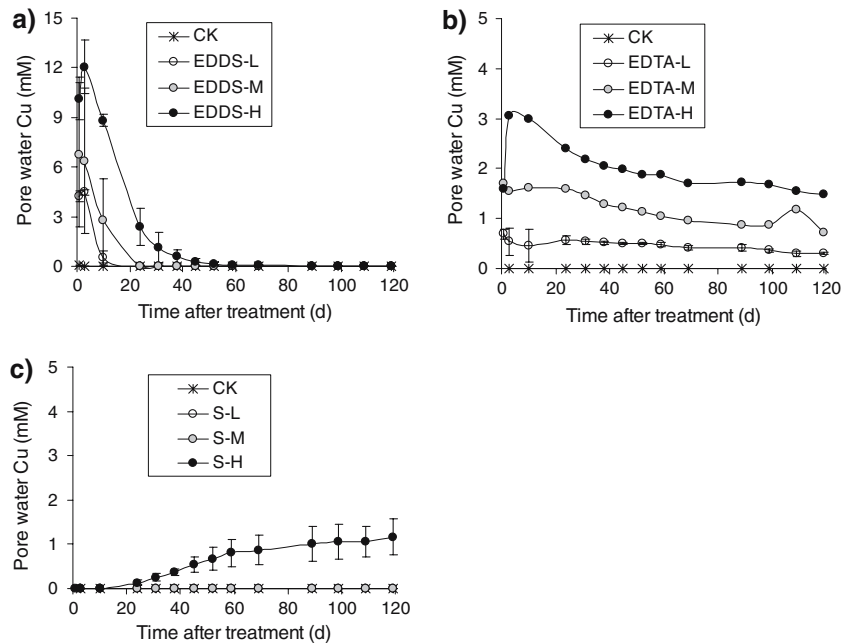 a)
CK
EDDS-L
EDDS-M
EDDS-H
Pore water Cu (mM)
15
12
9
6
3
0
0 20 40 60 80 100 120
Time after treatment (d)
b)
CK
EDTA-L
EDTA-M
EDTA-H
Pore water Cu (mM)
5
4
3
2
1
0
0 20 40 60 80 100 120
Time after treatment (d)
c)
CK
S-L
S-M
S-H
Pore water Cu (mM)
5
4
3
2
1
0
0 20 40 60 80 100 120
Time after treatment (d)